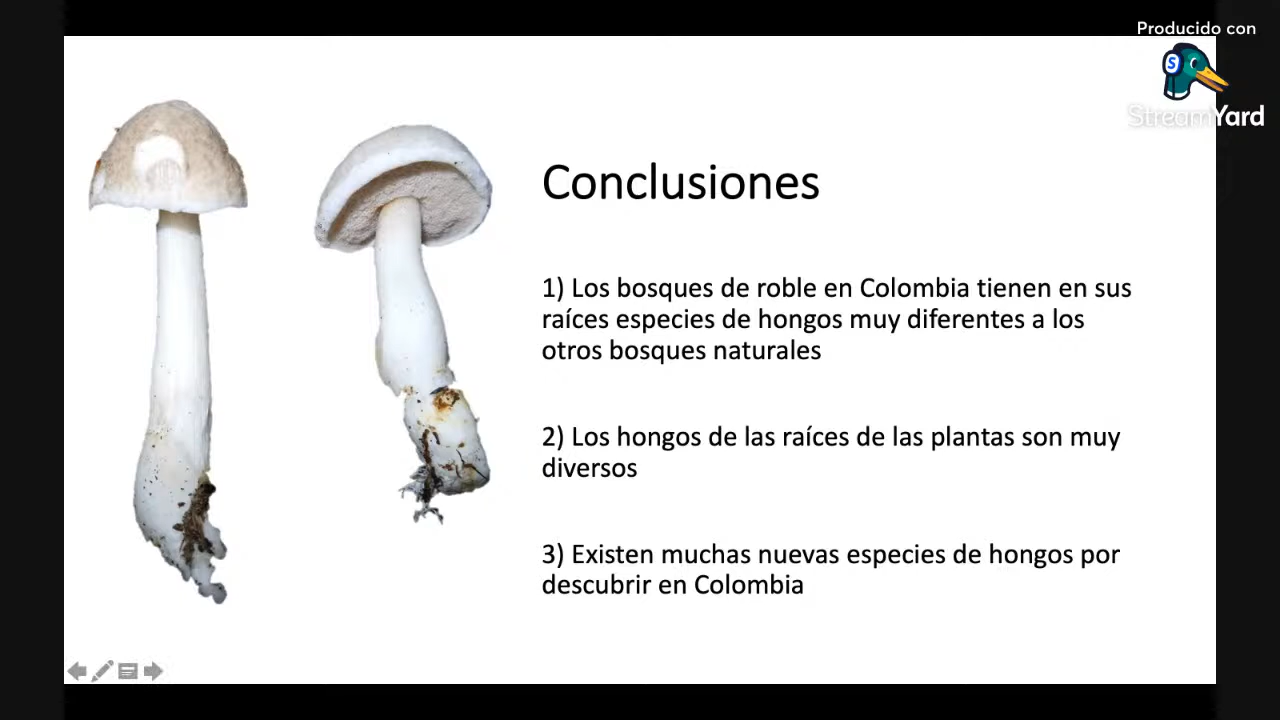 Producido con
StreamYard
Conclusiones
1) Los bosques de roble en Colombia tienen en sus
raíces especies de hongos muy diferentes a los
otros bosques naturales
2) Los hongos de las raíces de las plantas son muy
diversos
3) Existen muchas nuevas especies de hongos por
descubrir en Colombia